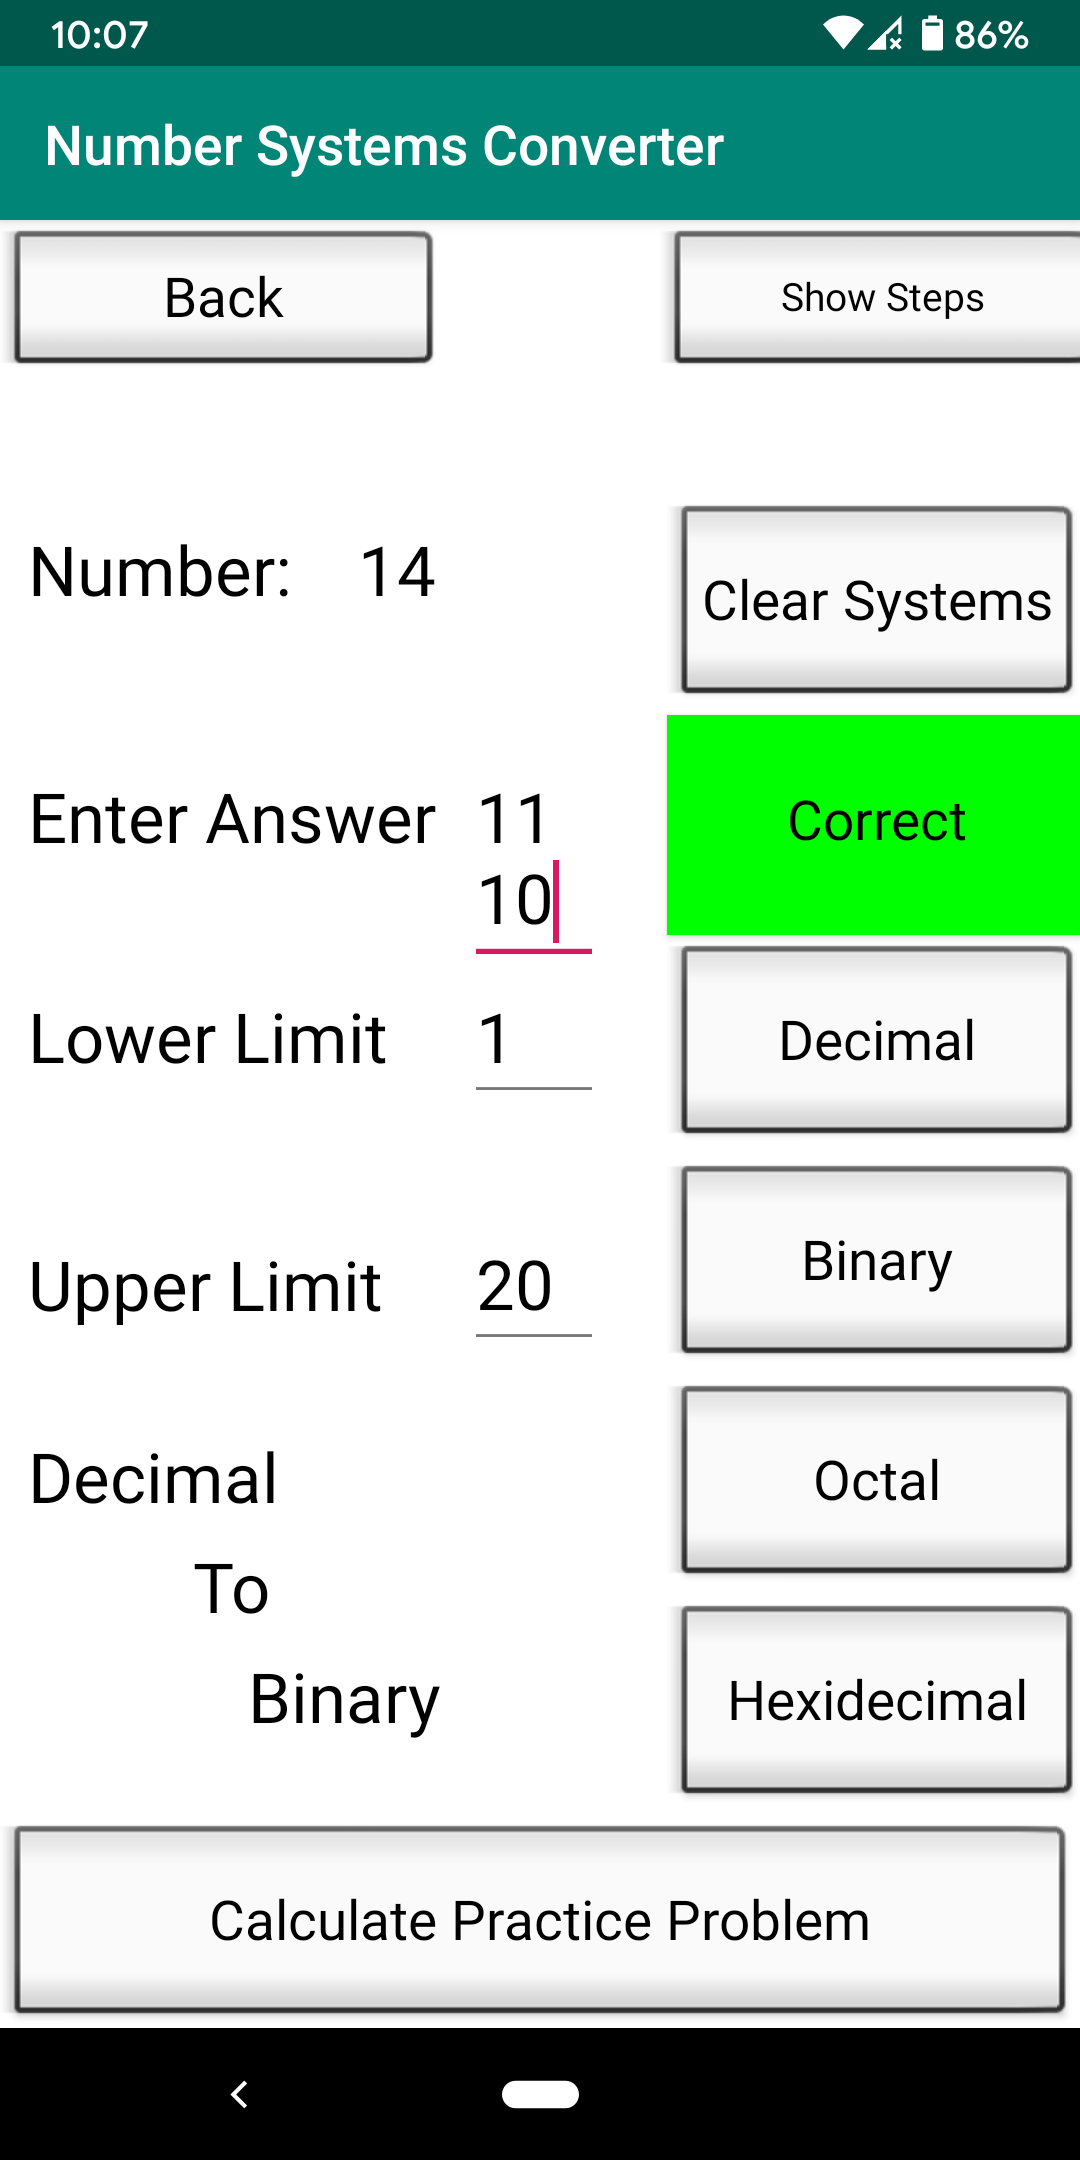 10:07
86%
Number Systems Converter
Back
Show Steps
Number: 14
Clear Systems
Enter Answer 11
10
Correct
Lower Limit 1
Decimal
Binary
Upper Limit 20
Decimal
Octal
To
Binary
Hexidecimal
Calculate Practice Problem